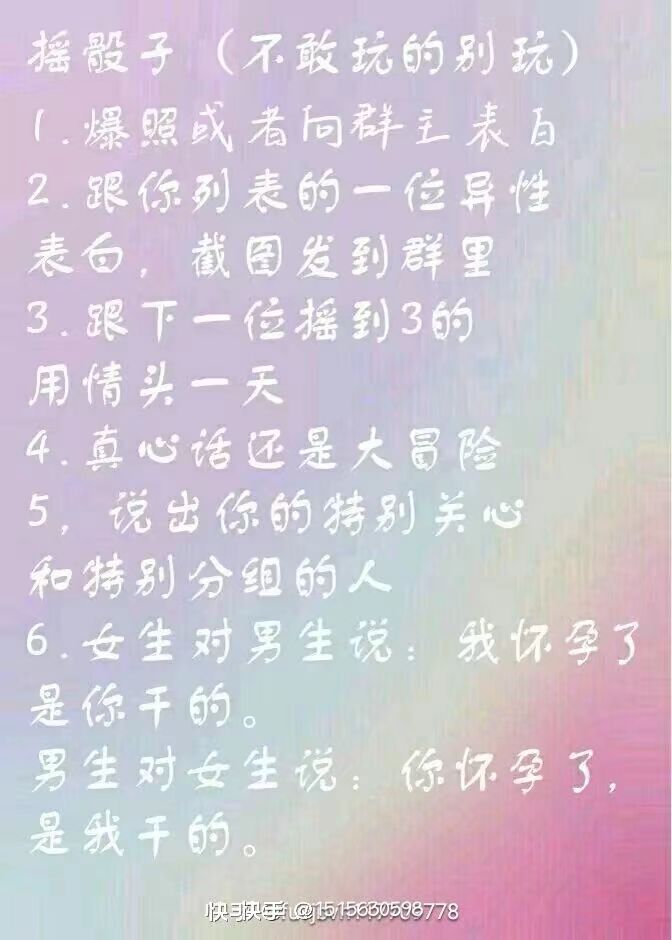 摇骰子（不敢玩的别玩）
1.爆照或者向群主表白
2.跟你列表的一位异性
表白，截图发到群里
3.跟下一位摇到3的
用情头一天
4.真心话还是大冒险
5，说出你的特别关心
和特别分组的人
6.女生对男生说：我怀孕了
是你干的。
男生对女生说：你怀孕了，
是我干的。
快手 @1515630598